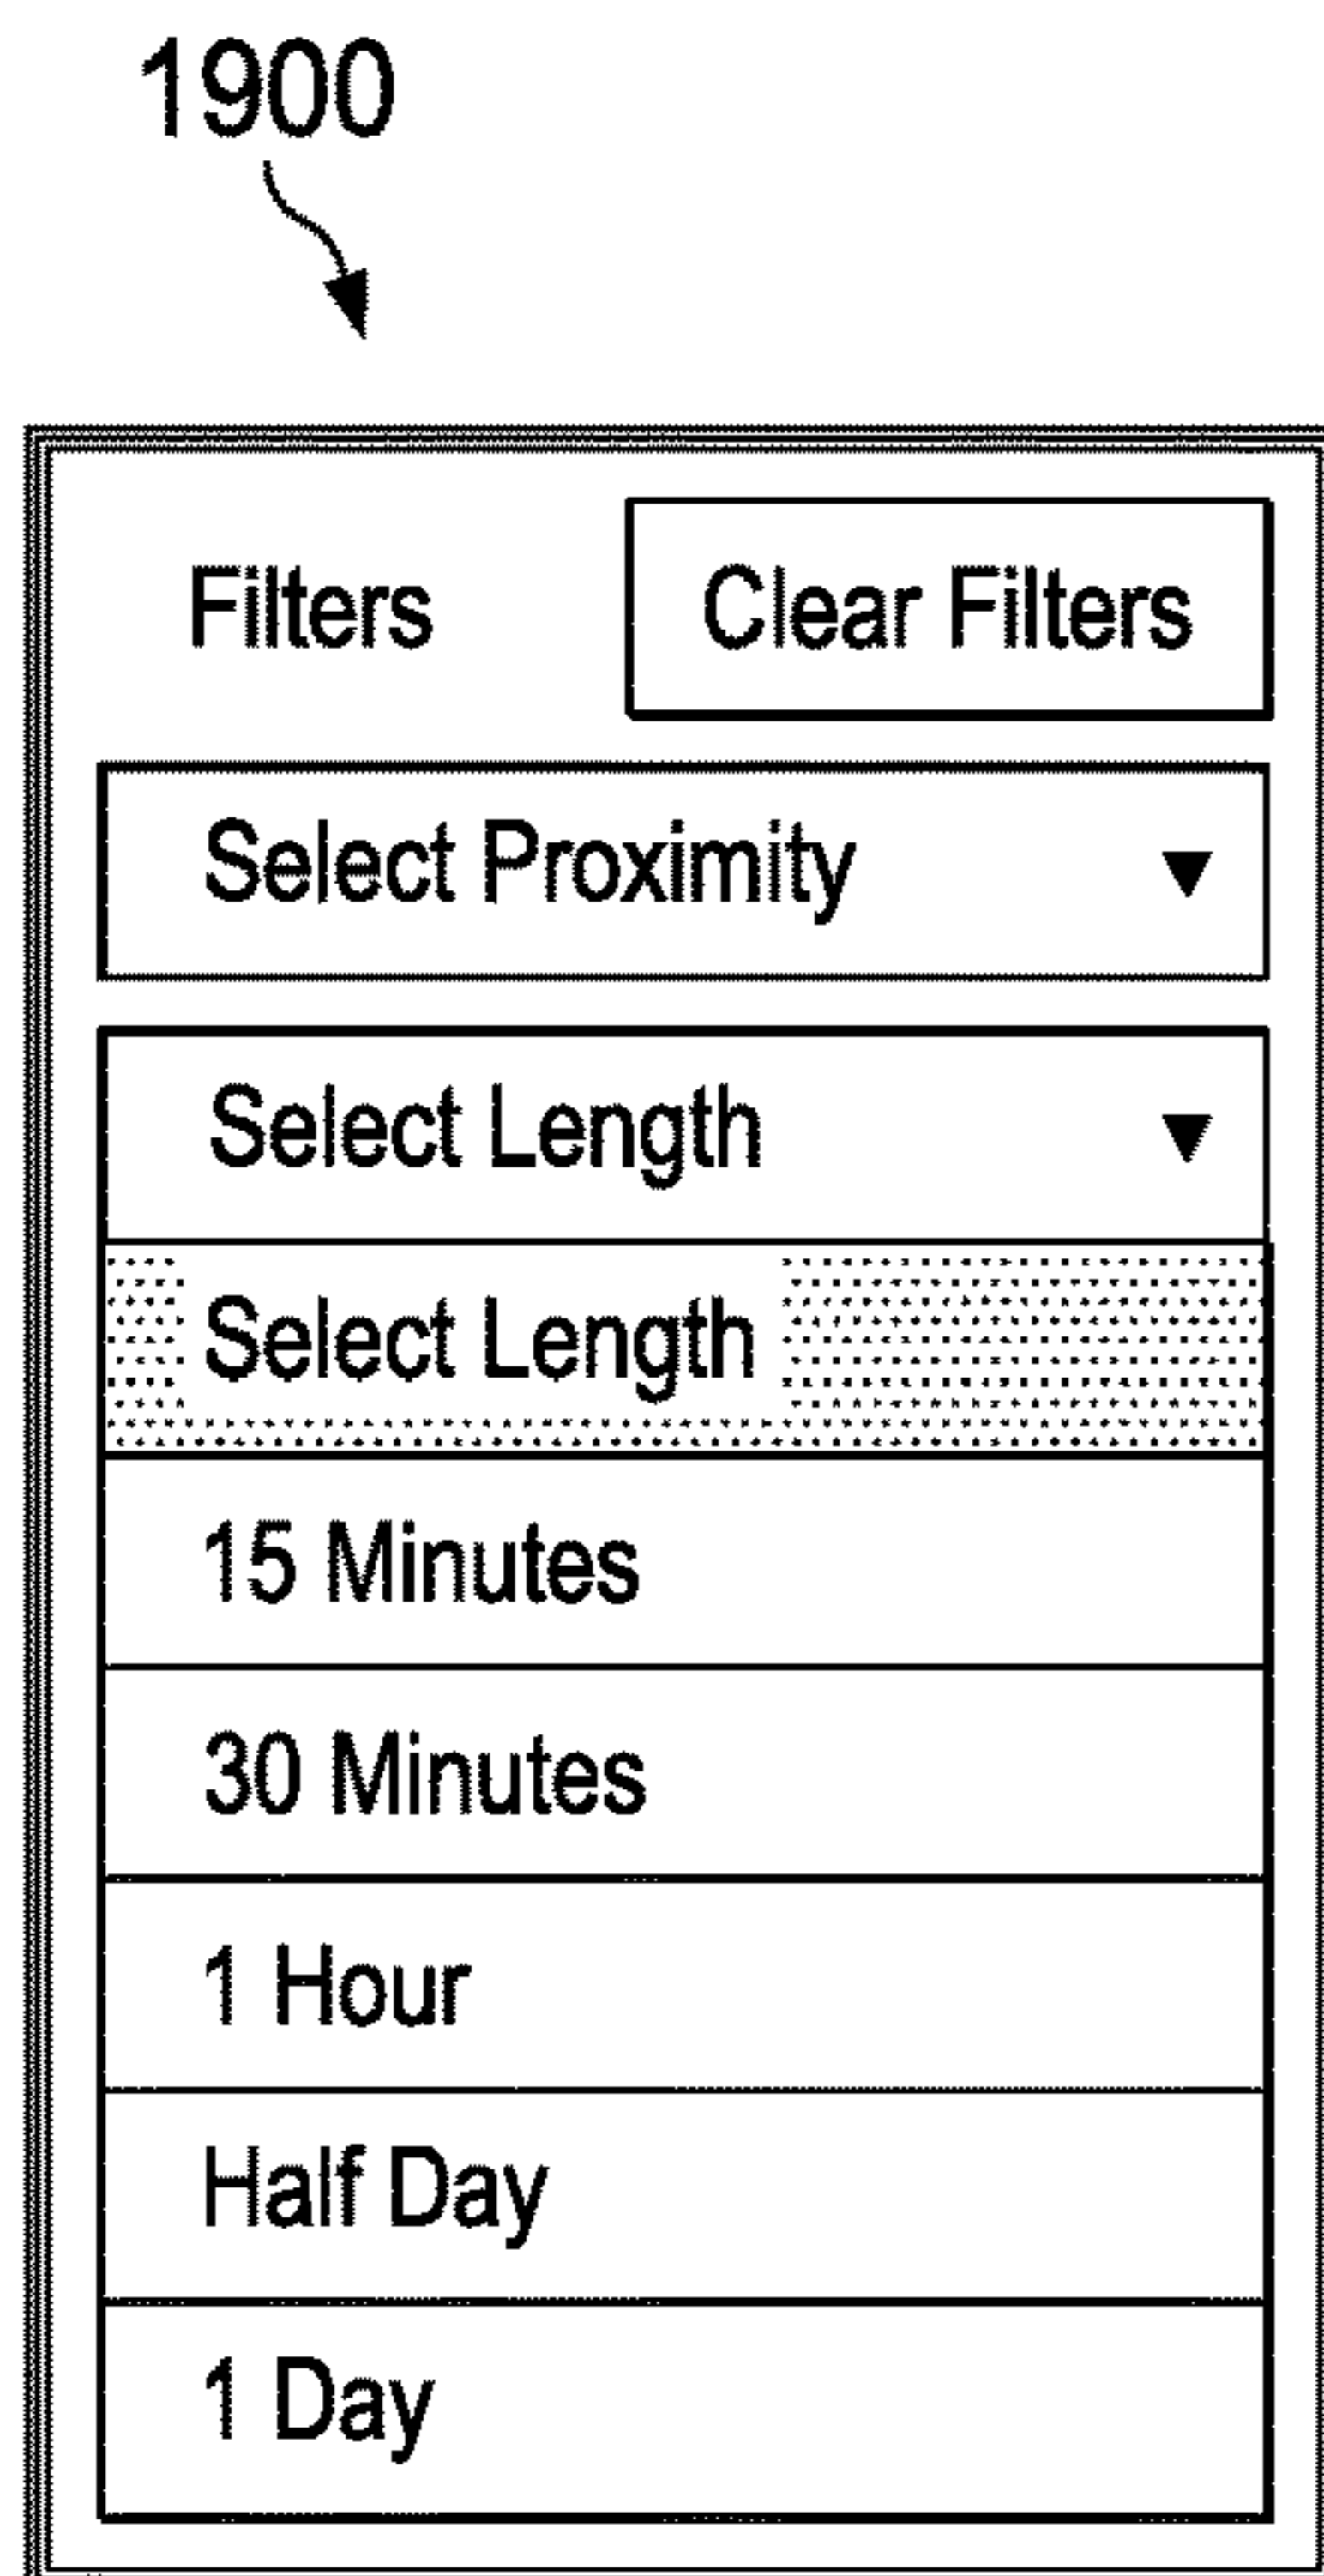 1900
Filters Clear Filters
Select Proximity
Select Length
Select Length
15 Minutes
30 Minutes
1 Hour
Half Day
1 Day